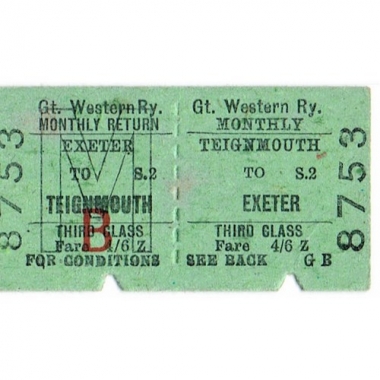 8753
Gt. Western Ry.
MONTHLY RETURN
EXETER
TO S.2
TEIGNMOUTH
B
THIRD CLASS
Fare 4/6 Z
FOR CONDITIONS
Gt. Western Ry.
MONTHLY
TEIGNMOUTH
TO S.2
EXETER
THIRD CLASS
Fare 4/6 Z
SEE BACK G B
8753